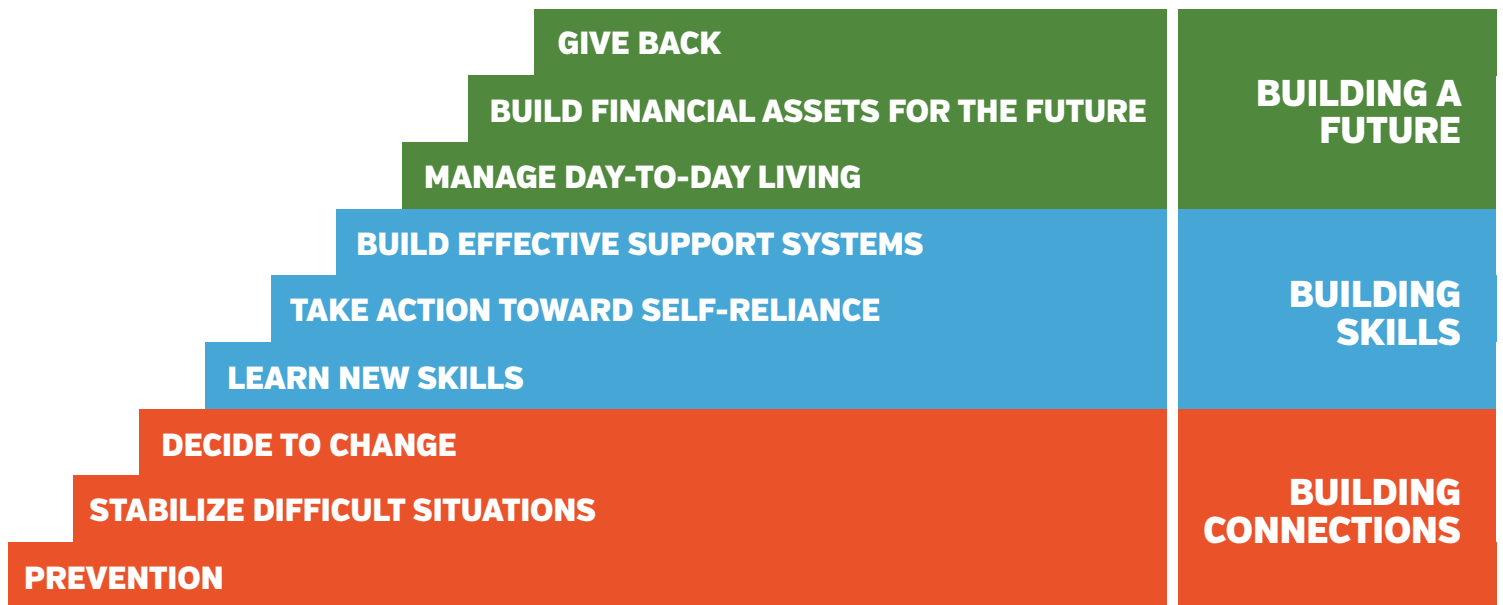 GIVE BACK
BUILD FINANCIAL ASSETS FOR THE FUTURE
MANAGE DAY-TO-DAY LIVING
BUILDING A
FUTURE
BUILD EFFECTIVE SUPPORT SYSTEMS
TAKE ACTION TOWARD SELF-RELIANCE
LEARN NEW SKILLS
BUILDING
SKILLS
DECIDE TO CHANGE
STABILIZE DIFFICULT SITUATIONS
PREVENTION
BUILDING
CONNECTIONS